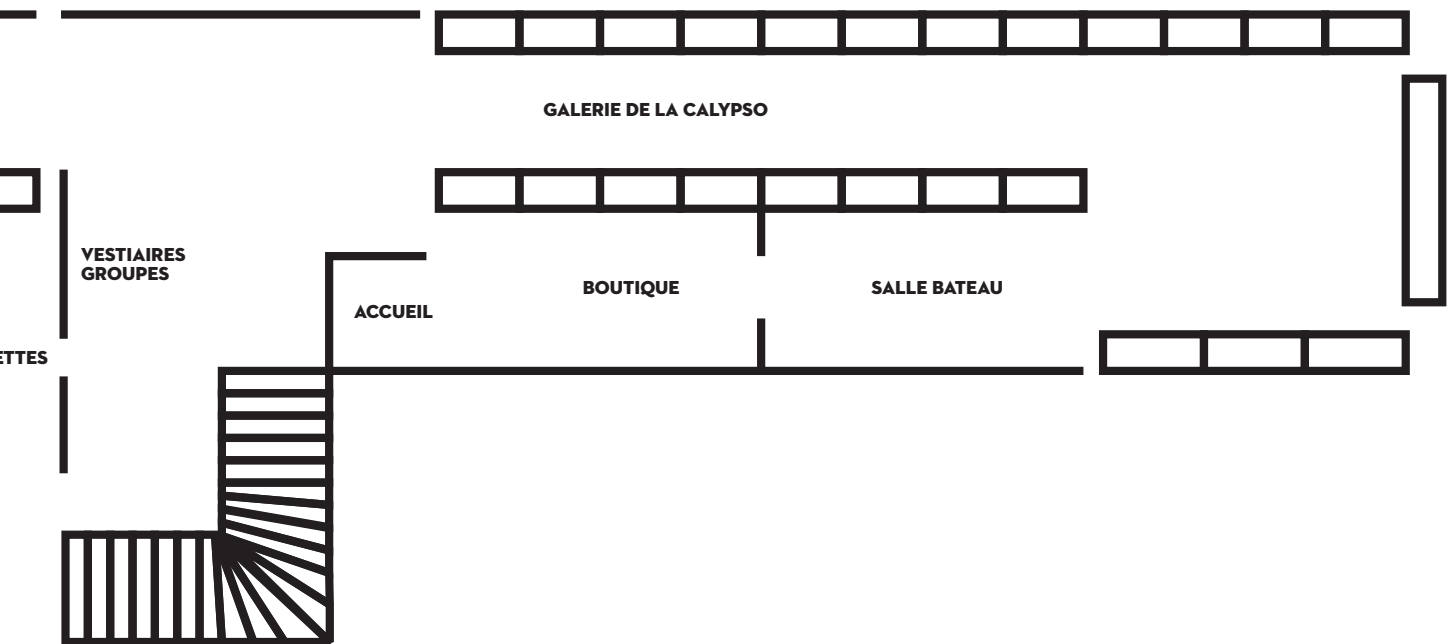 GALERIE DE LA CALYPSO
VESTIAIRES
GROUPES
BOUTIQUE
SALLE BATEAU
ACCUEIL
ETTES